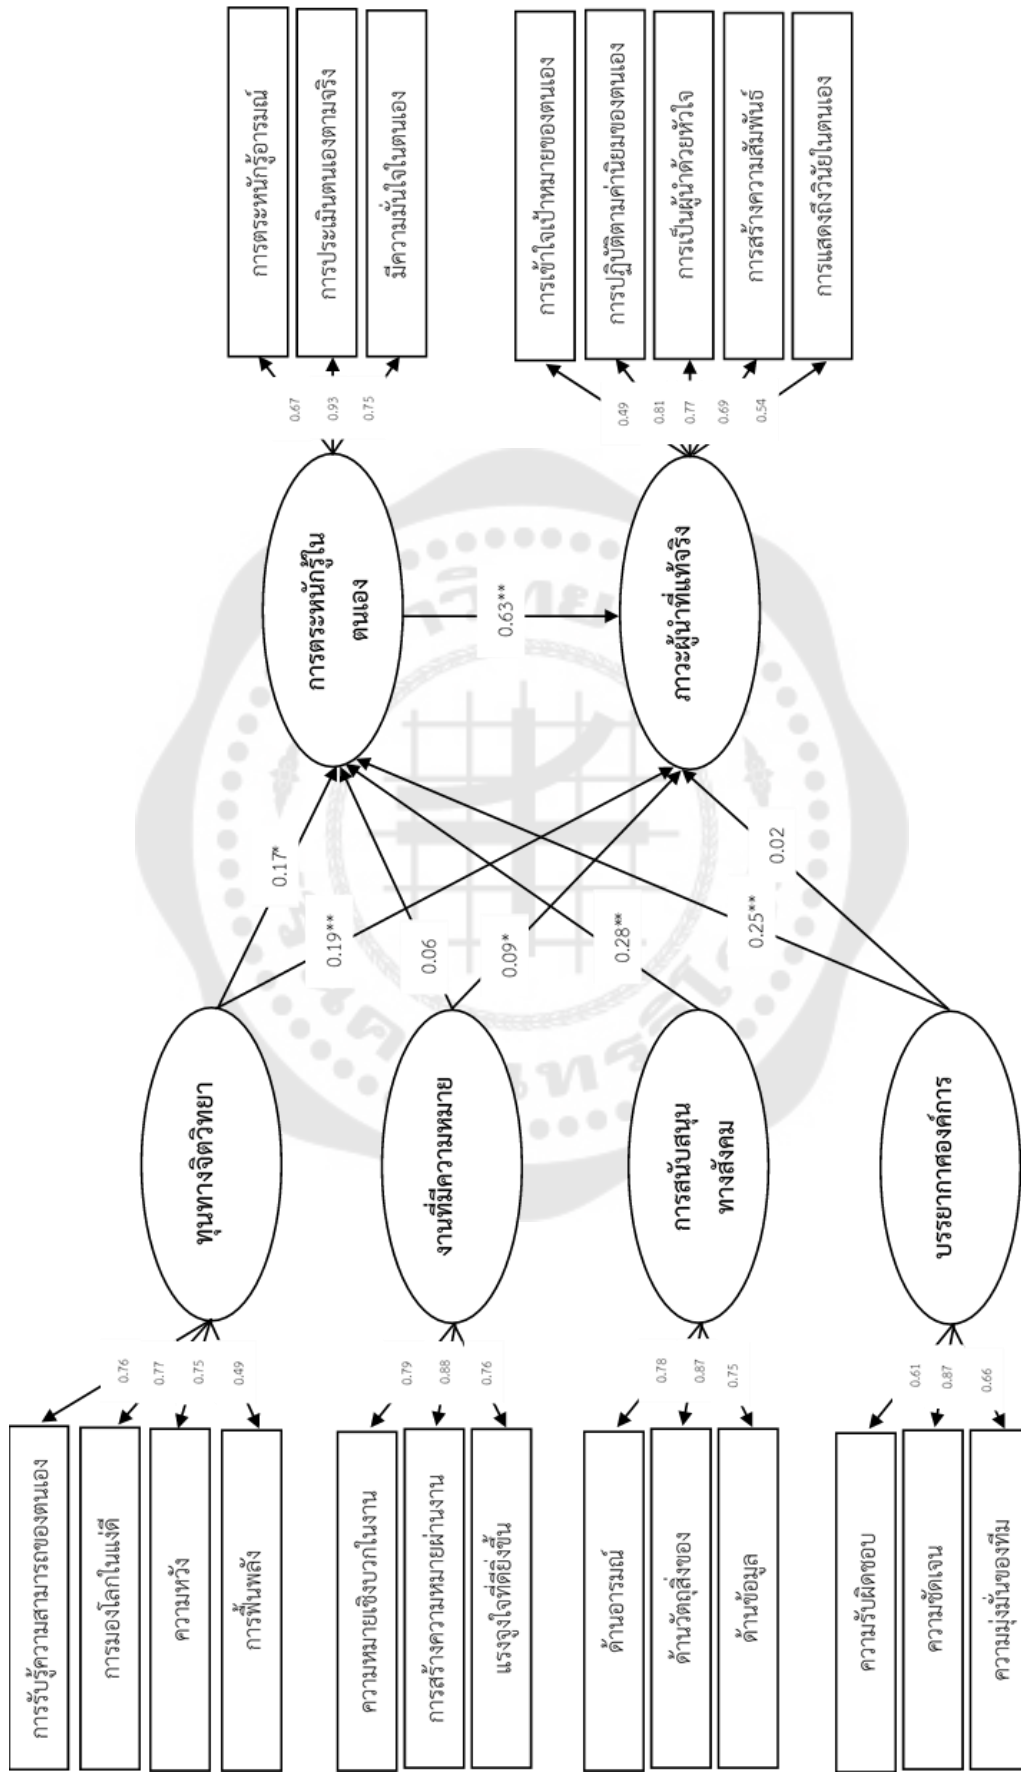 การรับรู้ความสามารถของตนเอง
การมองโลกในแง่ดี
ความหวัง
การฟื้นพลัง
0.76
0.77
0.75
0.49
ทุนทางจิตวิทยา
ความหมายเชิงบวกในงาน
การสร้างความหมายผ่านงาน
แรงจูงใจที่ดียิ่งขึ้น
0.79
0.88
0.76
งานที่มีความหมาย
ด้านอารมณ์
ด้านวัตถุสิ่งของ
ด้านข้อมูล
0.78
0.87
0.75
การสนับสนุน
ทางสังคม
ความรับผิดชอบ
ความชัดเจน
ความมุ่งมั่นของทีม
0.61
0.87
0.66
บรรยากาศองค์การ
0.17*
0.19**
0.06
0.09*
0.28**
0.25**
0.02
การตระหนักรู้ใน
ตนเอง
0.63**
ภาวะผู้นำที่แท้จริง
0.67
0.93
0.75
การตระหนักรู้อารมณ์
การประเมินตนเองตามจริง
มีความมั่นใจในตนเอง
0.49
0.81
0.77
0.69
0.54
การเข้าใจเป้าหมายของตนเอง
การปฏิบัติตามค่านิยมของตนเอง
การเป็นผู้นำด้วยหัวใจ
การสร้างความสัมพันธ์
การแสดงถึงวินัยในตนเอง